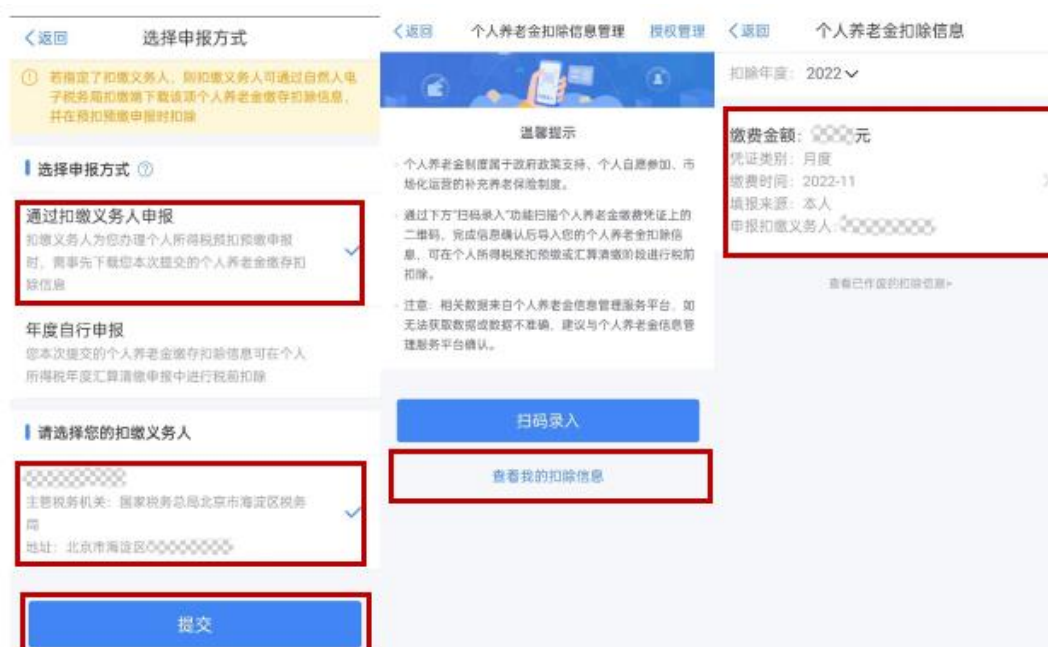 <返回
选择申报方式
若指定了扣缴义务人，则扣缴义务人可通过自然人电
子税务局扣缴端下载该项个人养老金缴存扣除信息，
并在预扣预缴申报时扣除
选择申报方式
通过扣缴义务人申报
扣缴义务人为您办理个人所得税预扣预缴申报
时，需事先下载您本次提交的个人养老金缴存扣
除信息
年度自行申报
您本次提交的个人养老金缴存扣除信息可在个人
所得税年度汇算清缴申报中进行税前扣除
请选择您的扣缴义务人
主管税务机关：国家税务总局北京市海淀区税务
局
地址：北京市海淀区
提交
<返回
个人养老金扣除信息管理
授权管理
温馨提示
个人养老金制度属于政府政策支持、个人自愿参加、市
场化运营的补充养老保险制度。
通过下方“扫码录入”功能扫描个人养老金缴费凭证上的
二维码，完成信息确认后导入您的个人养老金扣除信
息，可在个人所得税预扣预缴或汇算清缴阶段进行税前
扣除。
注意：相关数据来自个人养老金信息管理服务平台，如
无法获取数据或数据不准确，建议与个人养老金信息管
理服务平台确认。
扫码录入
查看我的扣除信息
<返回
个人养老金扣除信息
扣除年度：2022
缴费金额：元
凭证类别：月度
缴费时间：2022-11
填报来源：本人
申报扣缴义务人：
查看已作废的扣除信息>